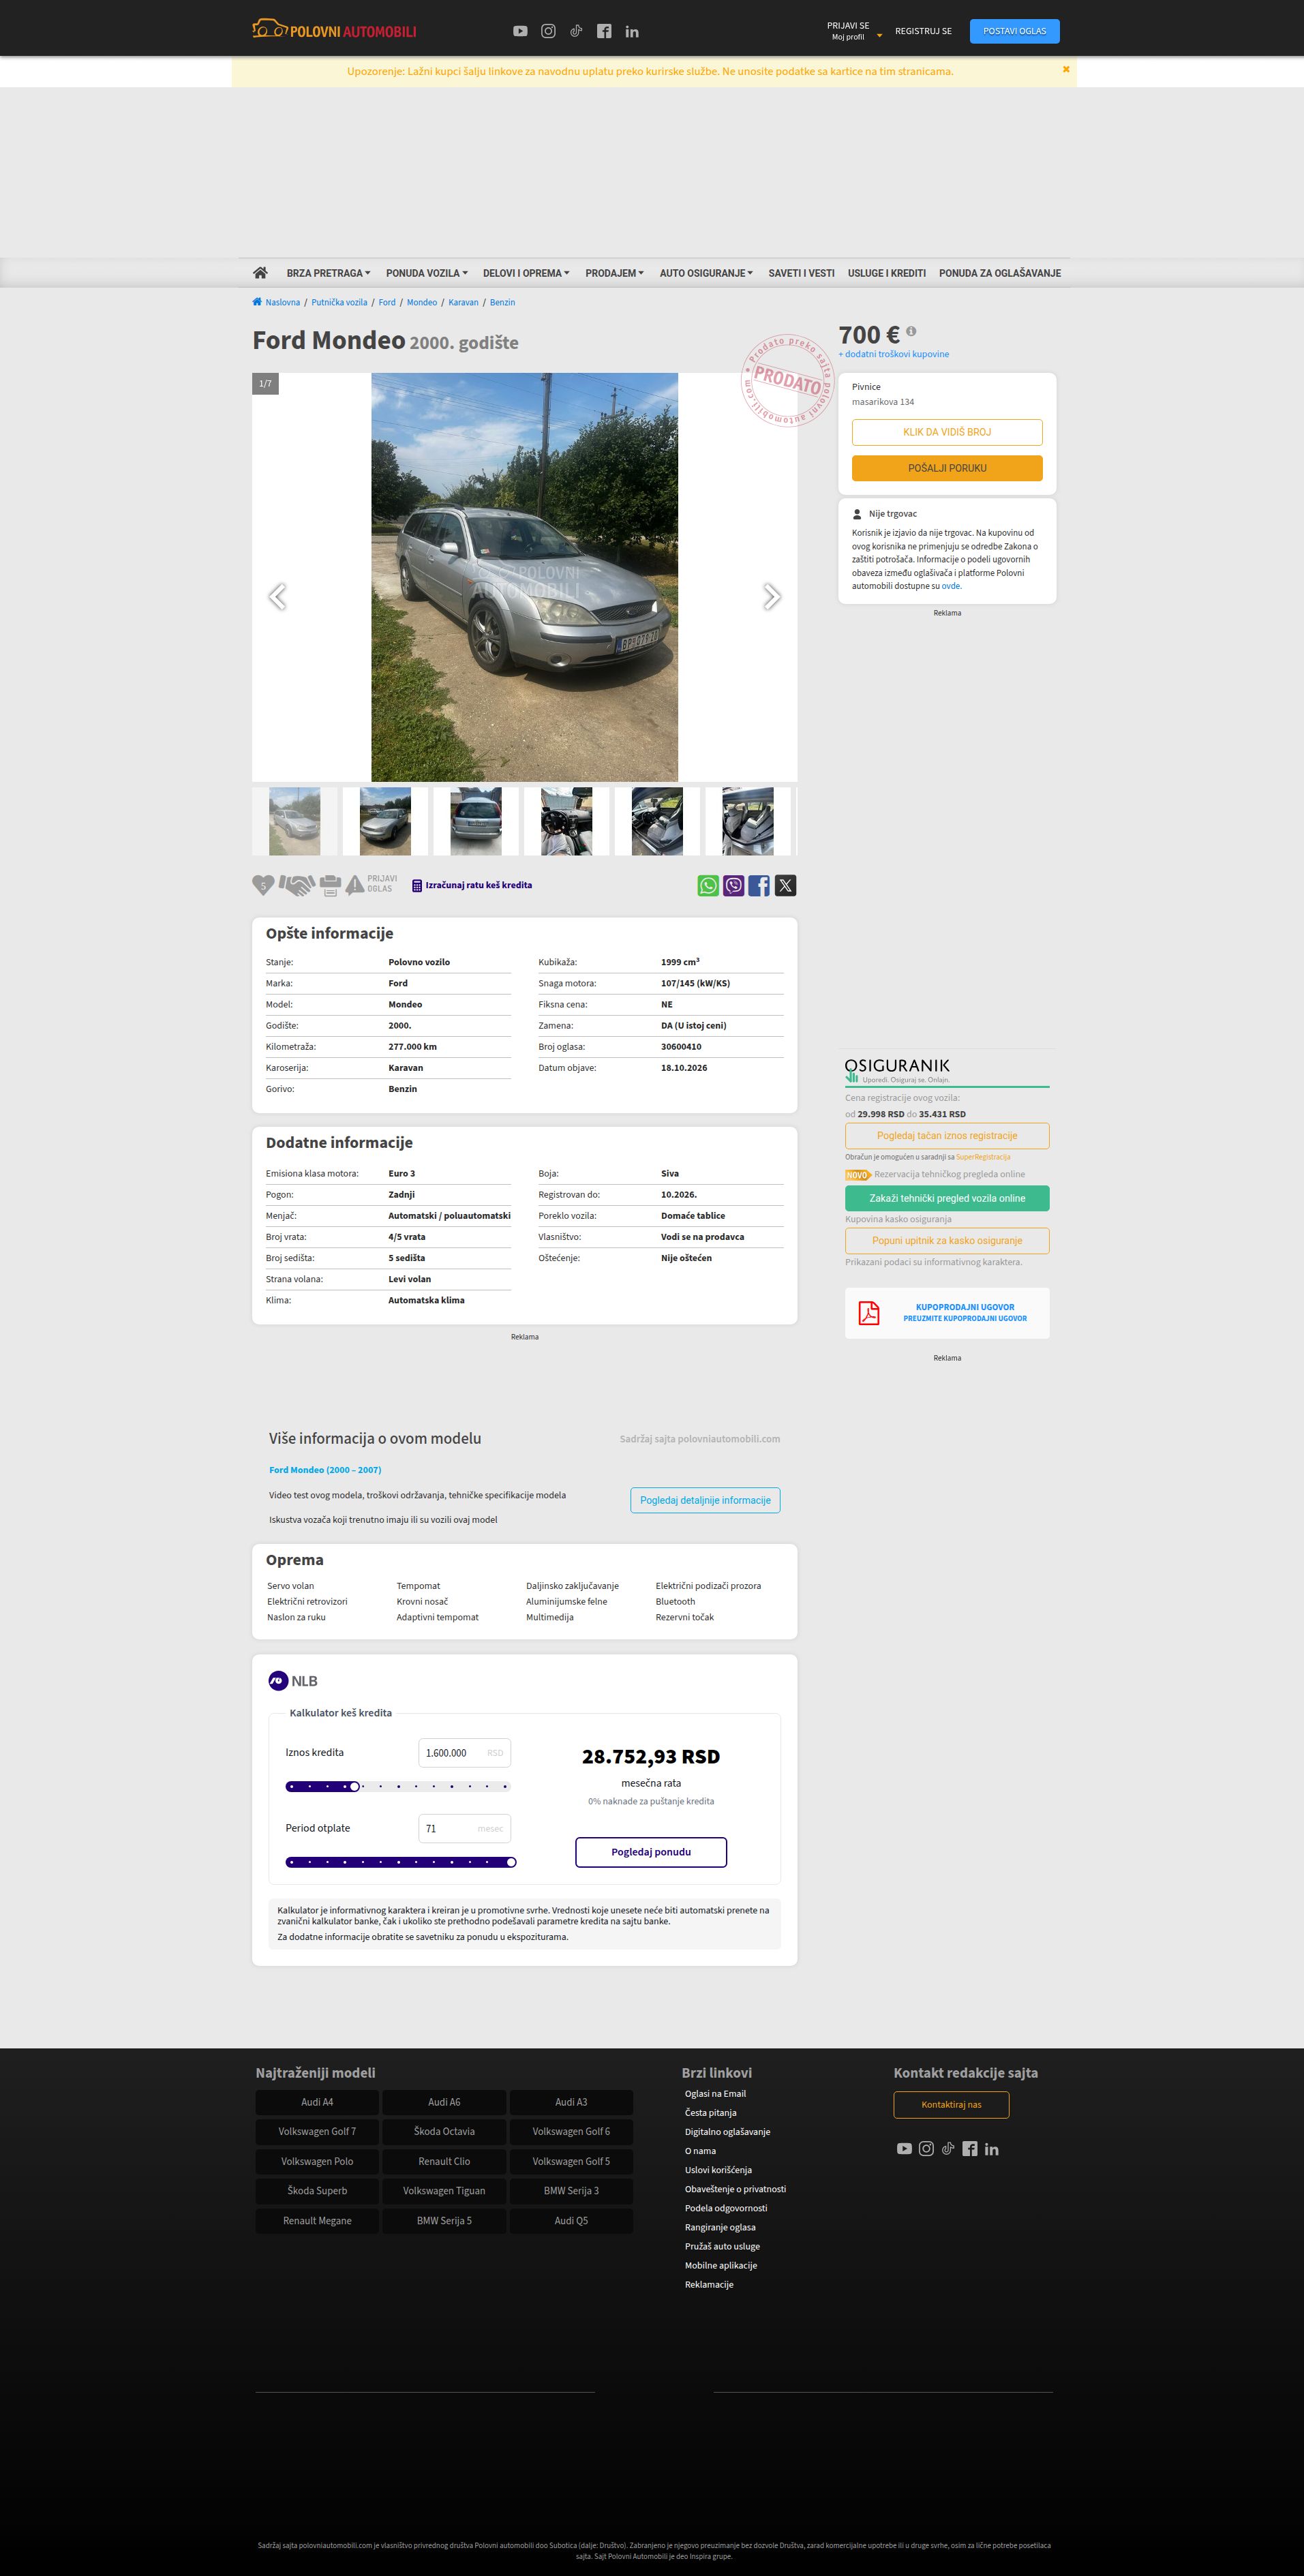 POLOVNI AUTOMOBILI
PRIJAVI SE
Moj profil
REGISTRUJ SE
POSTAVI OGLAS
Upozorenje: Lažni kupci šalju linkove za navodnu uplatu preko kurirske službe. Ne unosite podatke sa kartice na tim stranicama.
BRZA PRETRAGA PONUDA VOZILA DELOVI I OPREMA PRODAJEM AUTO OSIGURANJE SAVETI I VESTI USLUGE I KREDITI PONUDA ZA OGLAŠAVANJE
Naslovna / Putnička vozila / Ford / Mondeo / Karavan / Benzin
Ford Mondeo 2000. godište
700 €
+ dodatni troškovi kupovine
Prodato preko sajta polovniautomobili.com
PRODATO
1/7
POLOVNI
AUTOMOBILI
Pivnice
masarikova 134
KLIK DA VIDIŠ BROJ
POŠALJI PORUKU
Nije trgovac
Korisnik je izjavio da nije trgovac. Na kupovinu od
ovog korisnika ne primenjuju se odredbe Zakona o
zaštiti potrošača. Informacije o podeli ugovornih
obaveza između oglašivača i platforme Polovni
automobili dostupne su ovde.
Reklama
5
PRIJAVI
OGLAS
Izračunaj ratu keš kredita
Opšte informacije
Stanje: Polovno vozilo
Marka: Ford
Model: Mondeo
Godište: 2000.
Kilometraža: 277.000 km
Karoserija: Karavan
Gorivo: Benzin
Kubikaža: 1999 cm³
Snaga motora: 107/145 (kW/KS)
Fiksna cena: NE
Zamena: DA (U istoj ceni)
Broj oglasa: 30600410
Datum objave: 18.10.2026
Dodatne informacije
Emisiona klasa motora: Euro 3
Pogon: Zadnji
Menjač: Automatski / poluautomatski
Broj vrata: 4/5 vrata
Broj sedišta: 5 sedišta
Strana volana: Levi volan
Klima: Automatska klima
Boja: Siva
Registrovan do: 10.2026.
Poreklo vozila: Domaće tablice
Vlasništvo: Vodi se na prodavca
Oštećenje: Nije oštećen
Reklama
OSIGURANIK
Uporedi. Osiguraj se. Onlajn.
Cena registracije ovog vozila:
od 29.998 RSD do 35.431 RSD
Pogledaj tačan iznos registracije
Obračun je omogućen u saradnji sa SuperRegistracija
NOVO Rezervacija tehničkog pregleda online
Zakaži tehnički pregled vozila online
Kupovina kasko osiguranja
Popuni upitnik za kasko osiguranje
Prikazani podaci su informativnog karaktera.
KUPOPRODAJNI UGOVOR
PREUZMITE KUPOPRODAJNI UGOVOR
Reklama
Više informacija o ovom modelu
Sadržaj sajta polovniautomobili.com
Ford Mondeo (2000 – 2007)
Video test ovog modela, troškovi održavanja, tehničke specifikacije modela
Iskustva vozača koji trenutno imaju ili su vozili ovaj model
Pogledaj detaljnije informacije
Oprema
Servo volan Tempomat Daljinsko zaključavanje Električni podizači prozora
Električni retrovizori Krovni nosač Aluminijumske felne Bluetooth
Naslon za ruku Adaptivni tempomat Multimedija Rezervni točak
NLB
Kalkulator keš kredita
Iznos kredita 1.600.000 RSD
Period otplate 71 mesec
28.752,93 RSD
mesečna rata
0% naknade za puštanje kredita
Pogledaj ponudu
Kalkulator je informativnog karaktera i kreiran je u promotivne svrhe. Vrednosti koje unesete neće biti automatski prenete na
zvanični kalkulator banke, čak i ukoliko ste prethodno podešavali parametre kredita na sajtu banke.
Za dodatne informacije obratite se savetniku za ponudu u ekspoziturama.
Najtraženiji modeli
Audi A4 Audi A6 Audi A3
Volkswagen Golf 7 Škoda Octavia Volkswagen Golf 6
Volkswagen Polo Renault Clio Volkswagen Golf 5
Škoda Superb Volkswagen Tiguan BMW Serija 3
Renault Megane BMW Serija 5 Audi Q5
Brzi linkovi
Oglasi na Email
Česta pitanja
Digitalno oglašavanje
O nama
Uslovi korišćenja
Obaveštenje o privatnosti
Podela odgovornosti
Rangiranje oglasa
Pružaš auto usluge
Mobilne aplikacije
Reklamacije
Kontakt redakcije sajta
Kontaktiraj nas
Sadržaj sajta polovniautomobili.com je vlasništvo privrednog društva Polovni automobili doo Subotica (dalje: Društvo). Zabranjeno je njegovo preuzimanje bez dozvole Društva, zarad komercijalne upotrebe ili u druge svrhe, osim za lične potrebe posetilaca
sajta. Sajt Polovni Automobili je deo Inspira grupe.